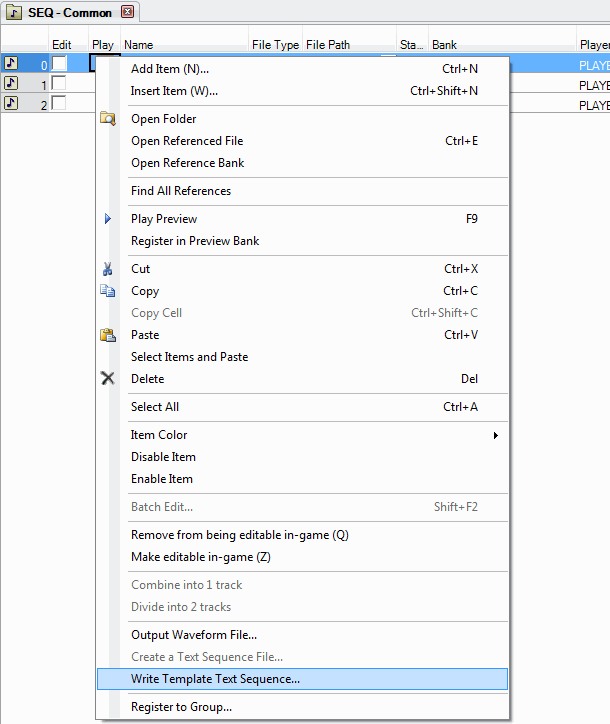 SEQ - Common
Edit Play Name File Type File Path Sta... Bank Player
0 PLAYE
1 PLAYE
2 PLAYE
Add Item (N)... Ctrl+N
Insert Item (W)... Ctrl+Shift+N
Open Folder
Open Referenced File Ctrl+E
Open Reference Bank
Find All References
Play Preview F9
Register in Preview Bank
Cut Ctrl+X
Copy Ctrl+C
Copy Cell Ctrl+Shift+C
Paste Ctrl+V
Select Items and Paste
Delete Del
Select All Ctrl+A
Item Color
Disable Item
Enable Item
Batch Edit... Shift+F2
Remove from being editable in-game (Q)
Make editable in-game (Z)
Combine into 1 track
Divide into 2 tracks
Output Waveform File...
Create a Text Sequence File...
Write Template Text Sequence...
Register to Group...